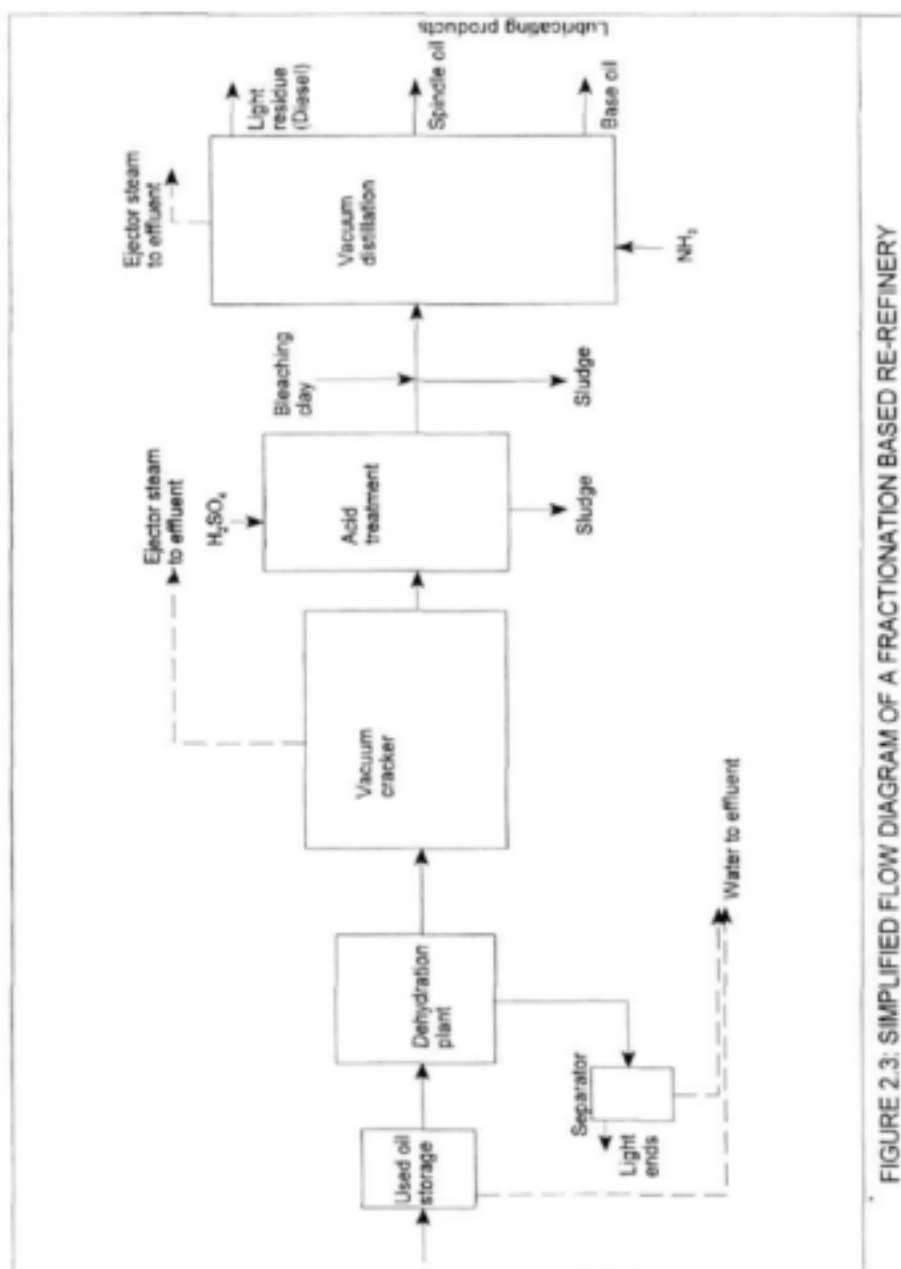 Used oil
storage
Dehydration
plant
Separator
Light
ends
Water to effluent
Vacuum
cracker
Ejector steam
to effluent
H₂SO₄
Acid
treatment
Sludge
Bleaching
clay
Sludge
Ejector steam
to effluent
Vacuum
distillation
NH₃
Light
residue
(Diesel)
Spindle oil
Base oil
Lubricating products
FIGURE 2.3: SIMPLIFIED FLOW DIAGRAM OF A FRACTIONATION BASED RE-REFINERY